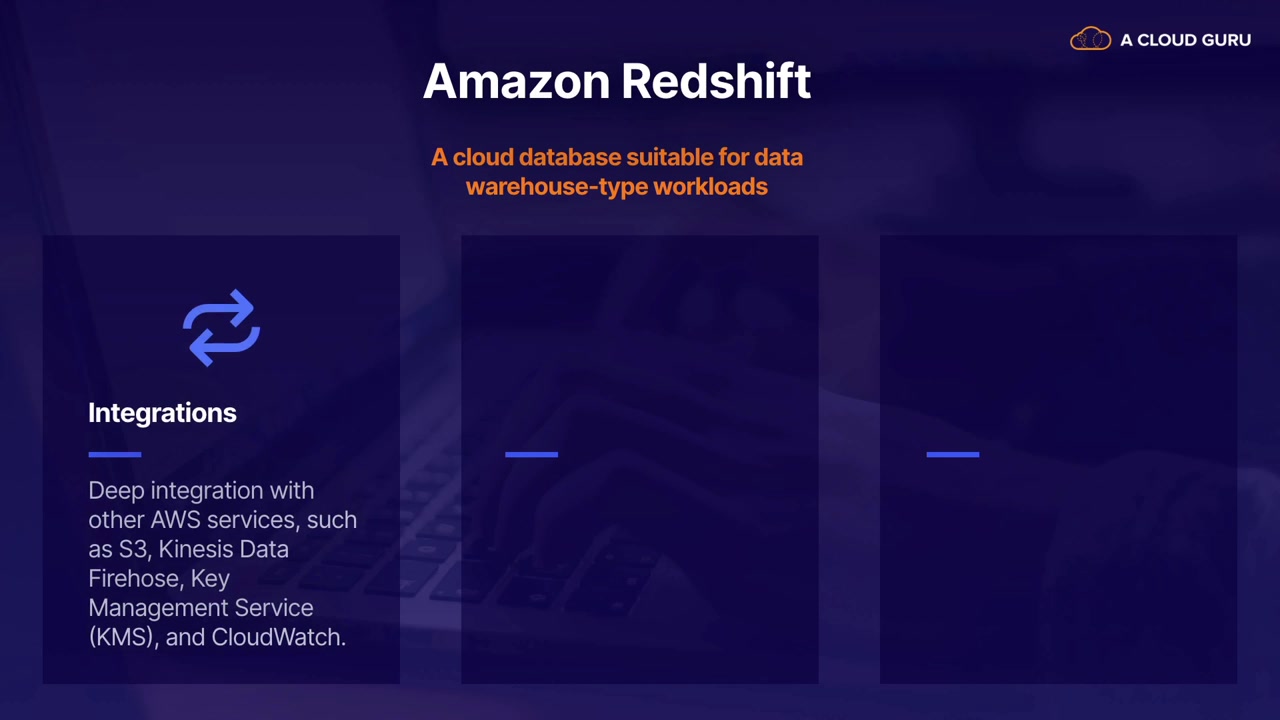 A CLOUD GURU
Amazon Redshift
A cloud database suitable for data
warehouse-type workloads
Integrations
Deep integration with
other AWS services, such
as S3, Kinesis Data
Firehose, Key
Management Service
(KMS), and CloudWatch.